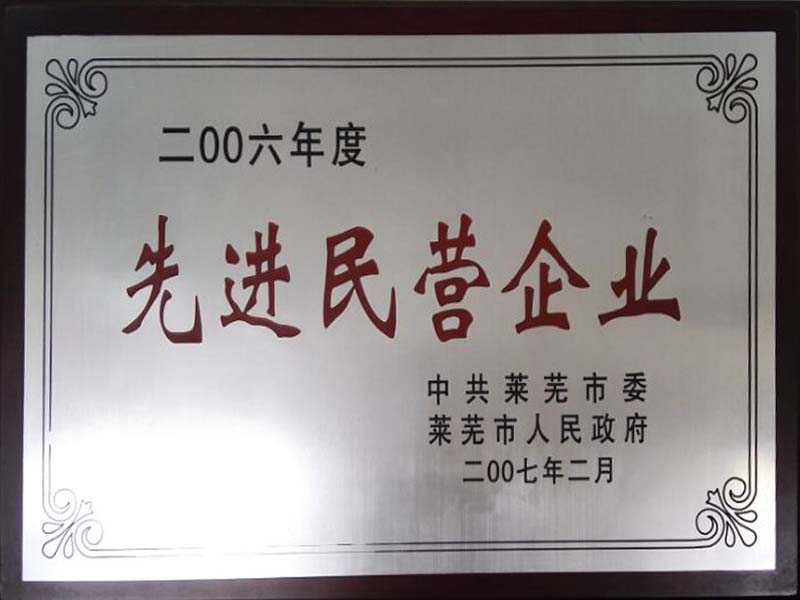 二00六年度
先进民营企业
中共莱芜市委
莱芜市人民政府
二00七年二月